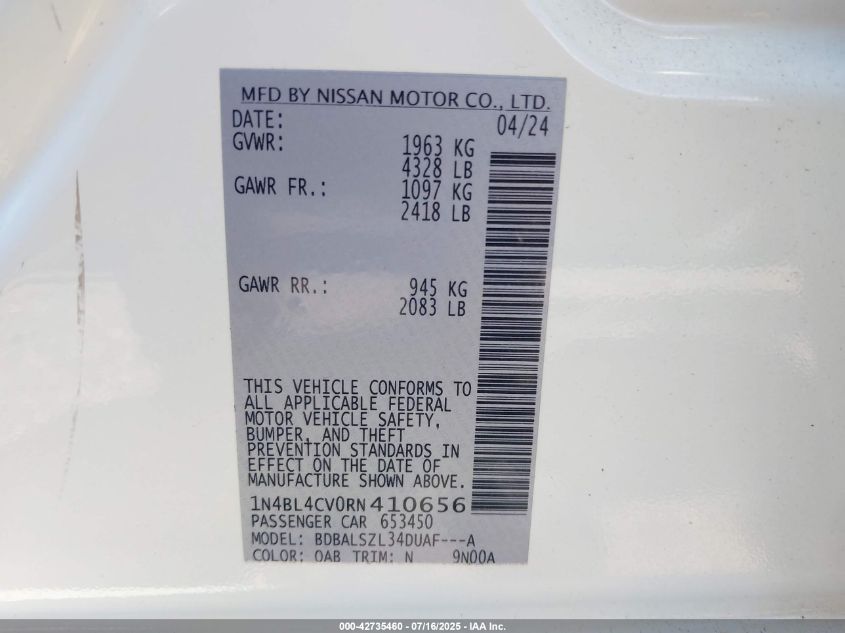 MFD BY NISSAN MOTOR CO., LTD.
DATE: 04/24
GVWR: 1963 KG
4328 LB
GAWR FR.: 1097 KG
2418 LB
GAWR RR.: 945 KG
2083 LB
THIS VEHICLE CONFORMS TO
ALL APPLICABLE FEDERAL
MOTOR VEHICLE SAFETY,
BUMPER, AND THEFT
PREVENTION STANDARDS IN
EFFECT ON THE DATE OF
MANUFACTURE SHOWN ABOVE.
1N4BL4CV0RN410656
PASSENGER CAR 653450
MODEL: BDBALSZL34DUAF---A
COLOR: QAB TRIM: N 9N00A
000-42735460 - 07/16/2025 - IAA Inc.